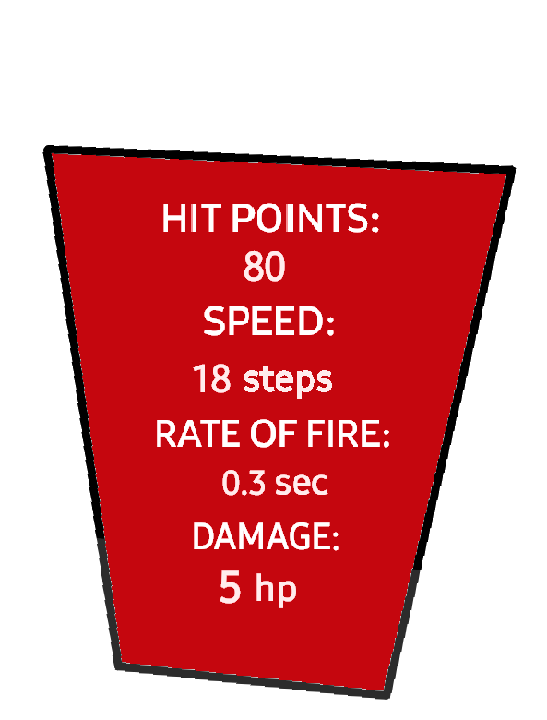 HIT POINTS:
80
SPEED:
18 steps
RATE OF FIRE:
0.3 sec
DAMAGE:
5 hp